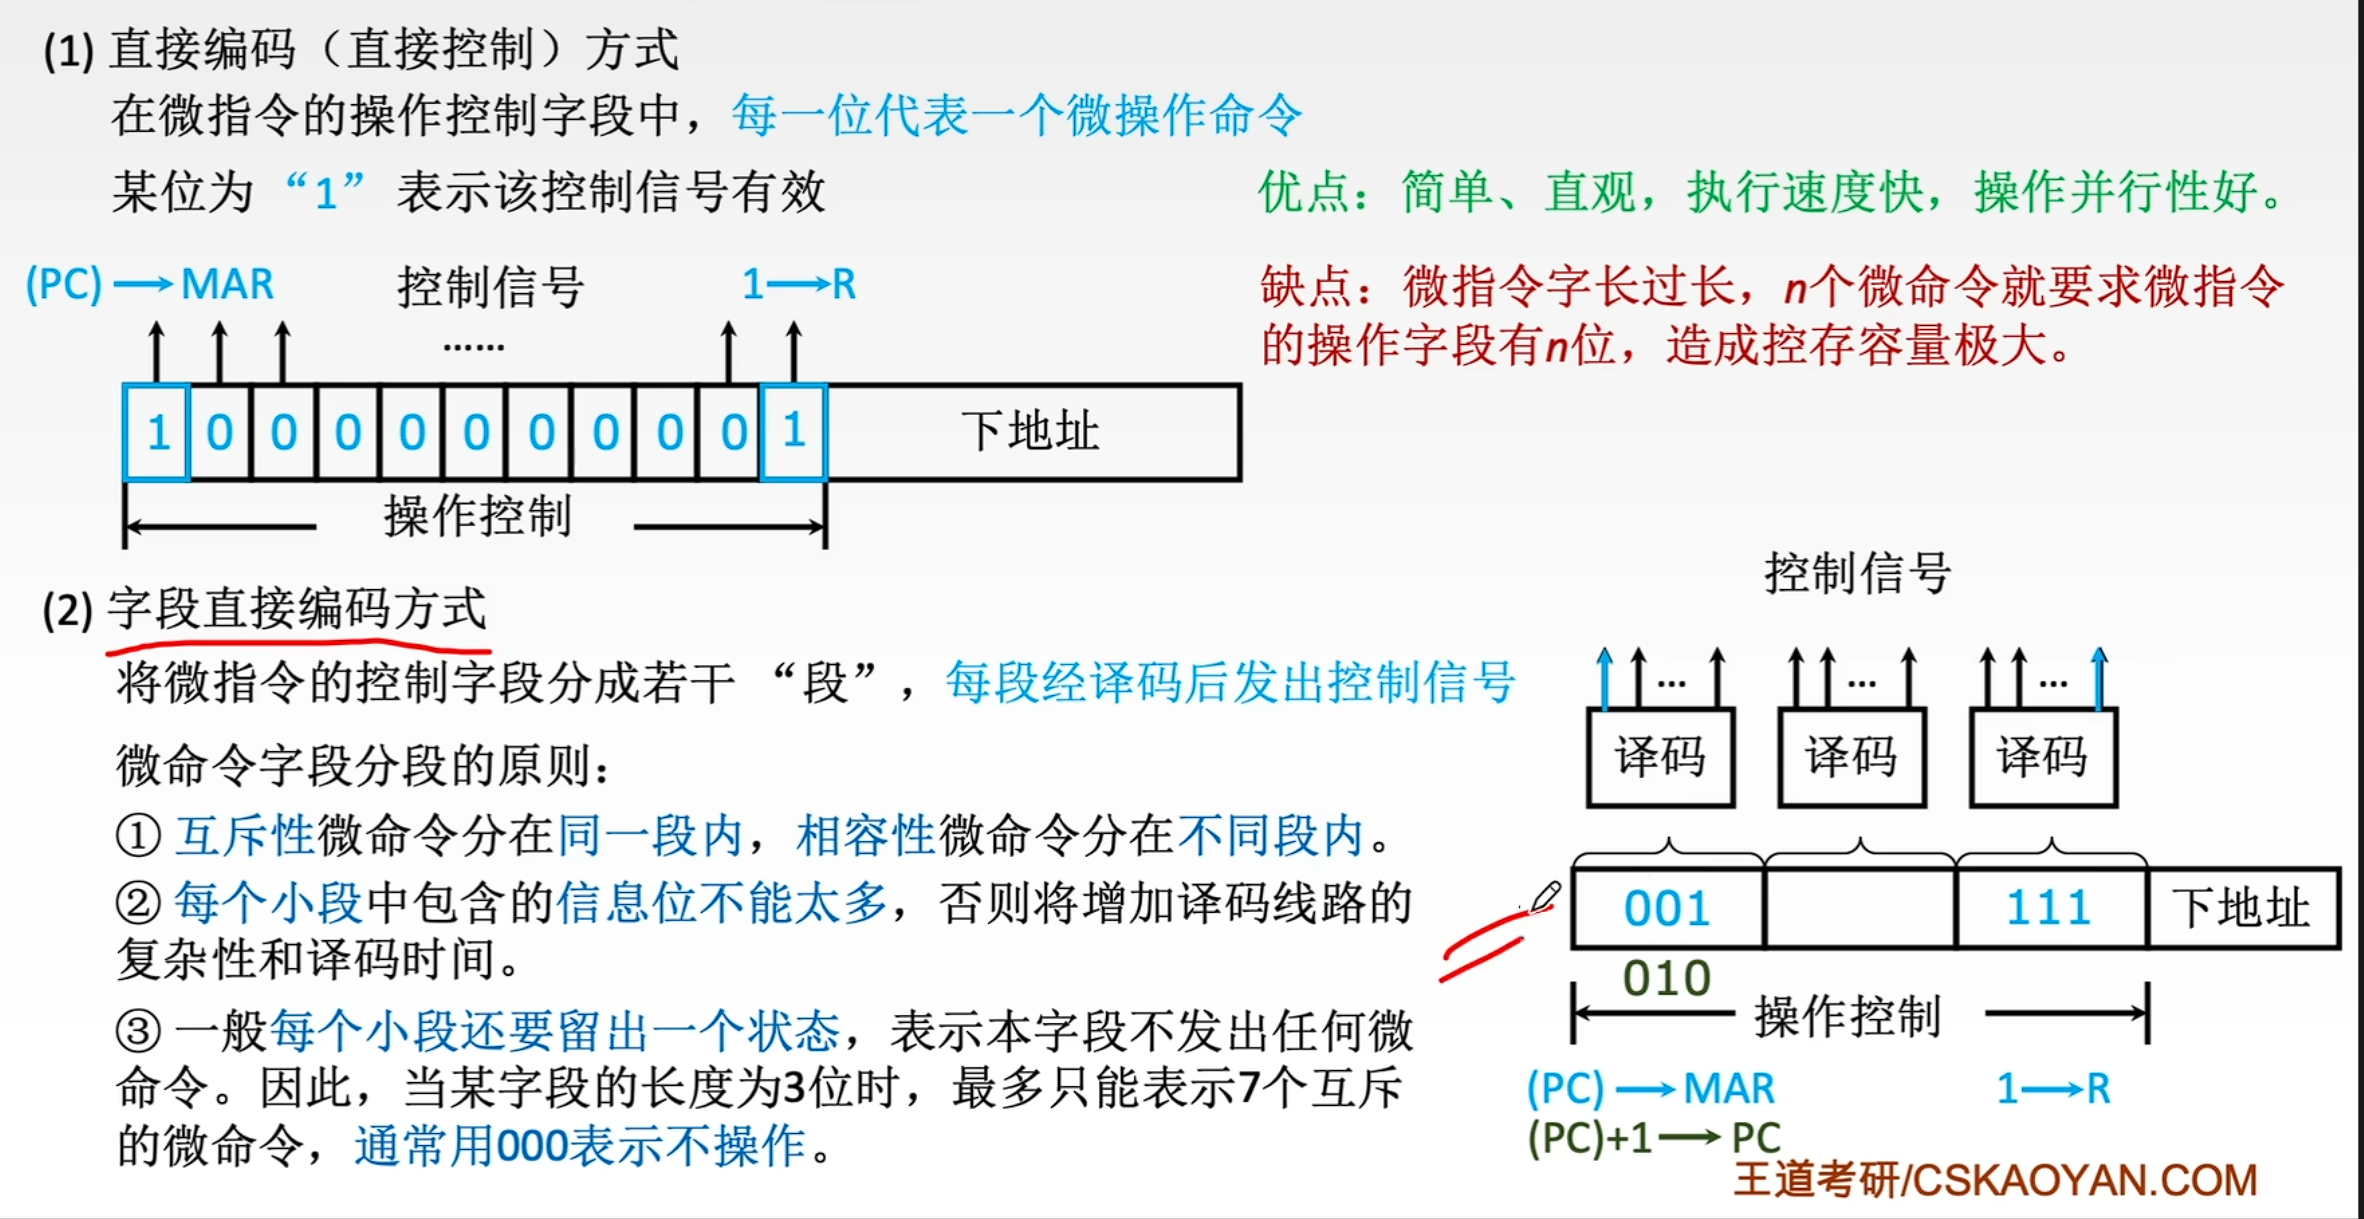 (1) 直接编码（直接控制）方式
在微指令的操作控制字段中，每一位代表一个微操作命令
某位为“1”表示该控制信号有效
优点：简单、直观，执行速度快，操作并行性好。
缺点：微指令字长过长，n个微命令就要求微指令
的操作字段有n位，造成控存容量极大。
(PC)→MAR 控制信号 1→R
……
1 0 0 0 0 0 0 0 0 0 1 下地址
操作控制
(2) 字段直接编码方式
将微指令的控制字段分成若干“段”，每段经译码后发出控制信号
微命令字段分段的原则：
① 互斥性微命令分在同一段内，相容性微命令分在不同段内。
② 每个小段中包含的信息位不能太多，否则将增加译码线路的
复杂性和译码时间。
③ 一般每个小段还要留出一个状态，表示本字段不发出任何微
命令。因此，当某字段的长度为3位时，最多只能表示7个互斥
的微命令，通常用000表示不操作。
控制信号
… … …
译码 译码 译码
001 111 下地址
010
操作控制
(PC)→MAR 1→R
(PC)+1→PC
王道考研/CSKAOYAN.COM